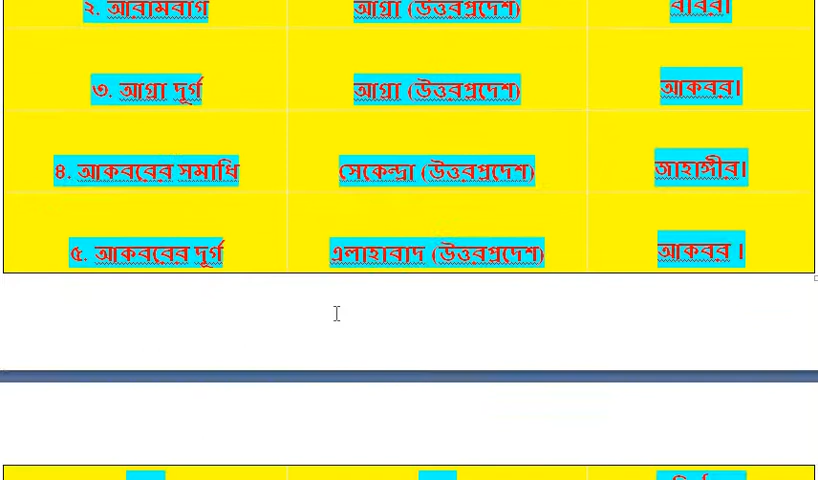 ২. আরামবাগ আগ্রা (উত্তরপ্রদেশ) বাবর।
৩. আগ্রা দূর্গ আগ্রা (উত্তরপ্রদেশ) আকবর।
৪. আকবরের সমাধি সেকেন্দ্রা (উত্তরপ্রদেশ) জাহাঙ্গীর।
৫. আকবরের দূর্গ এলাহাবাদ (উত্তরপ্রদেশ) আকবর ।